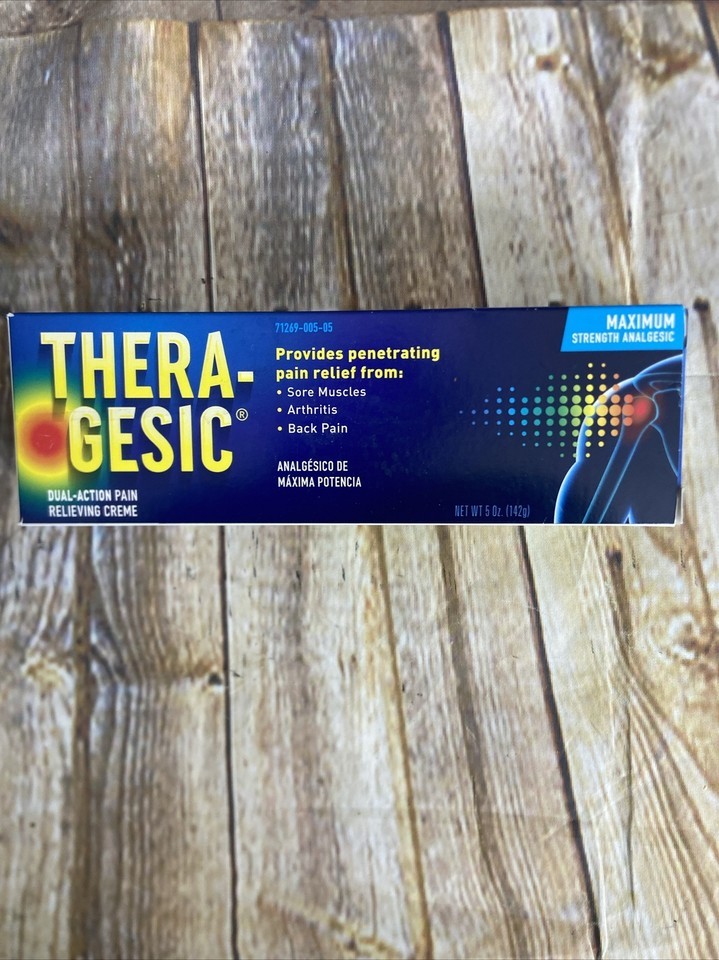 THERA-
GESIC®
DUAL-ACTION PAIN
RELIEVING CREME
71269-005-05
Provides penetrating
pain relief from:
• Sore Muscles
• Arthritis
• Back Pain
ANALGÉSICO DE
MÁXIMA POTENCIA
MAXIMUM
STRENGTH ANALGESIC
NET WT 5 Oz. (142g)